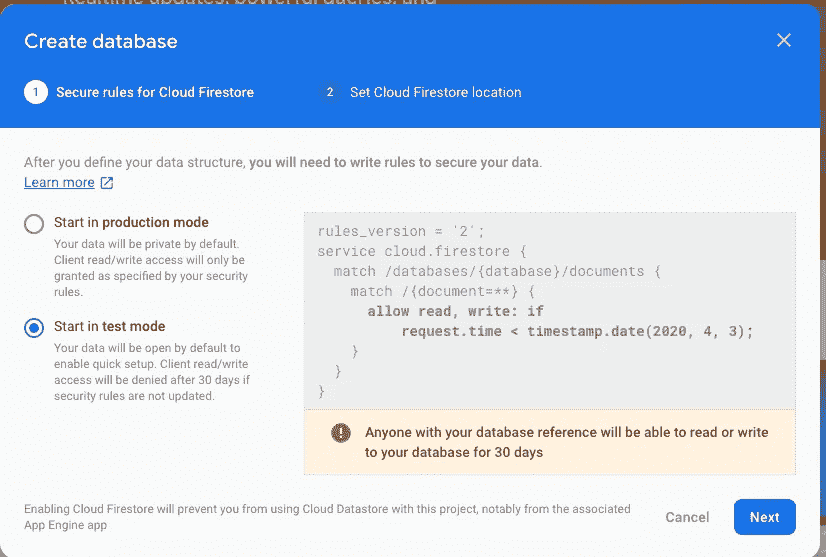 Realtime updates, powerful queries, and
Create database
1 Secure rules for Cloud Firestore
2 Set Cloud Firestore location
After you define your data structure, you will need to write rules to secure your data.
Learn more
Start in production mode
Your data will be private by default.
Client read/write access will only be
granted as specified by your security
rules.
Start in test mode
Your data will be open by default to
enable quick setup. Client read/write
access will be denied after 30 days if
security rules are not updated.
rules_version = '2';
service cloud.firestore {
match /databases/{database}/documents {
match /{document=**} {
allow read, write: if
request.time < timestamp.date(2020, 4, 3);
}
}
}
Anyone with your database reference will be able to read or write
to your database for 30 days
Enabling Cloud Firestore will prevent you from using Cloud Datastore with this project, notably from the associated
App Engine app
Cancel
Next